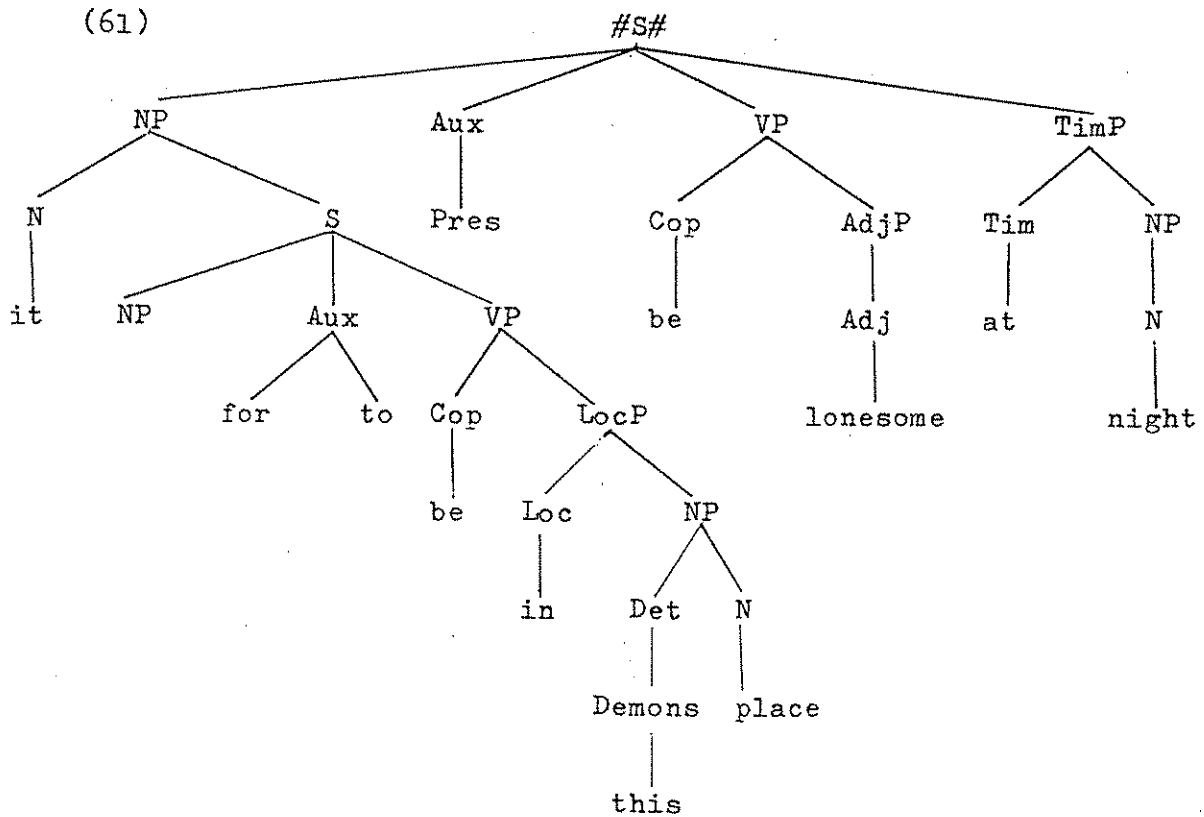 (61) #S#
NP Aux VP TimP
N S Pres Cop AdjP Tim NP
it NP Aux VP be Adj at N
for to Cop LocP lonesome night
be Loc NP
in Det N
Demons place
this